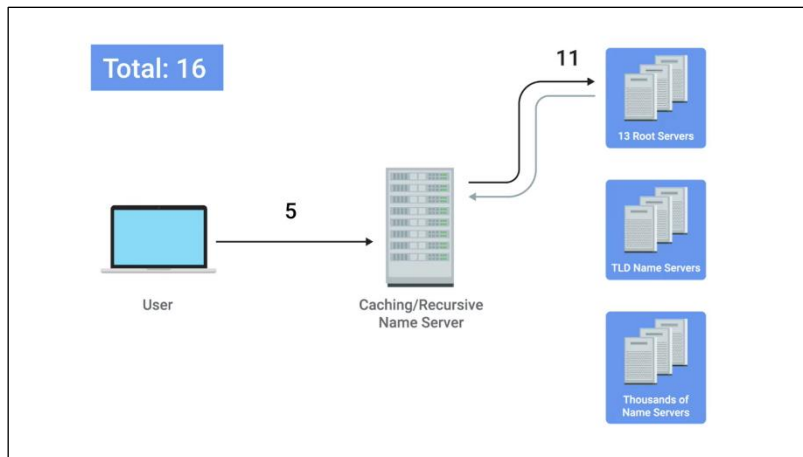 Total: 16
11
13 Root Servers
5
TLD Name Servers
User
Caching/Recursive
Name Server
Thousands of
Name Servers